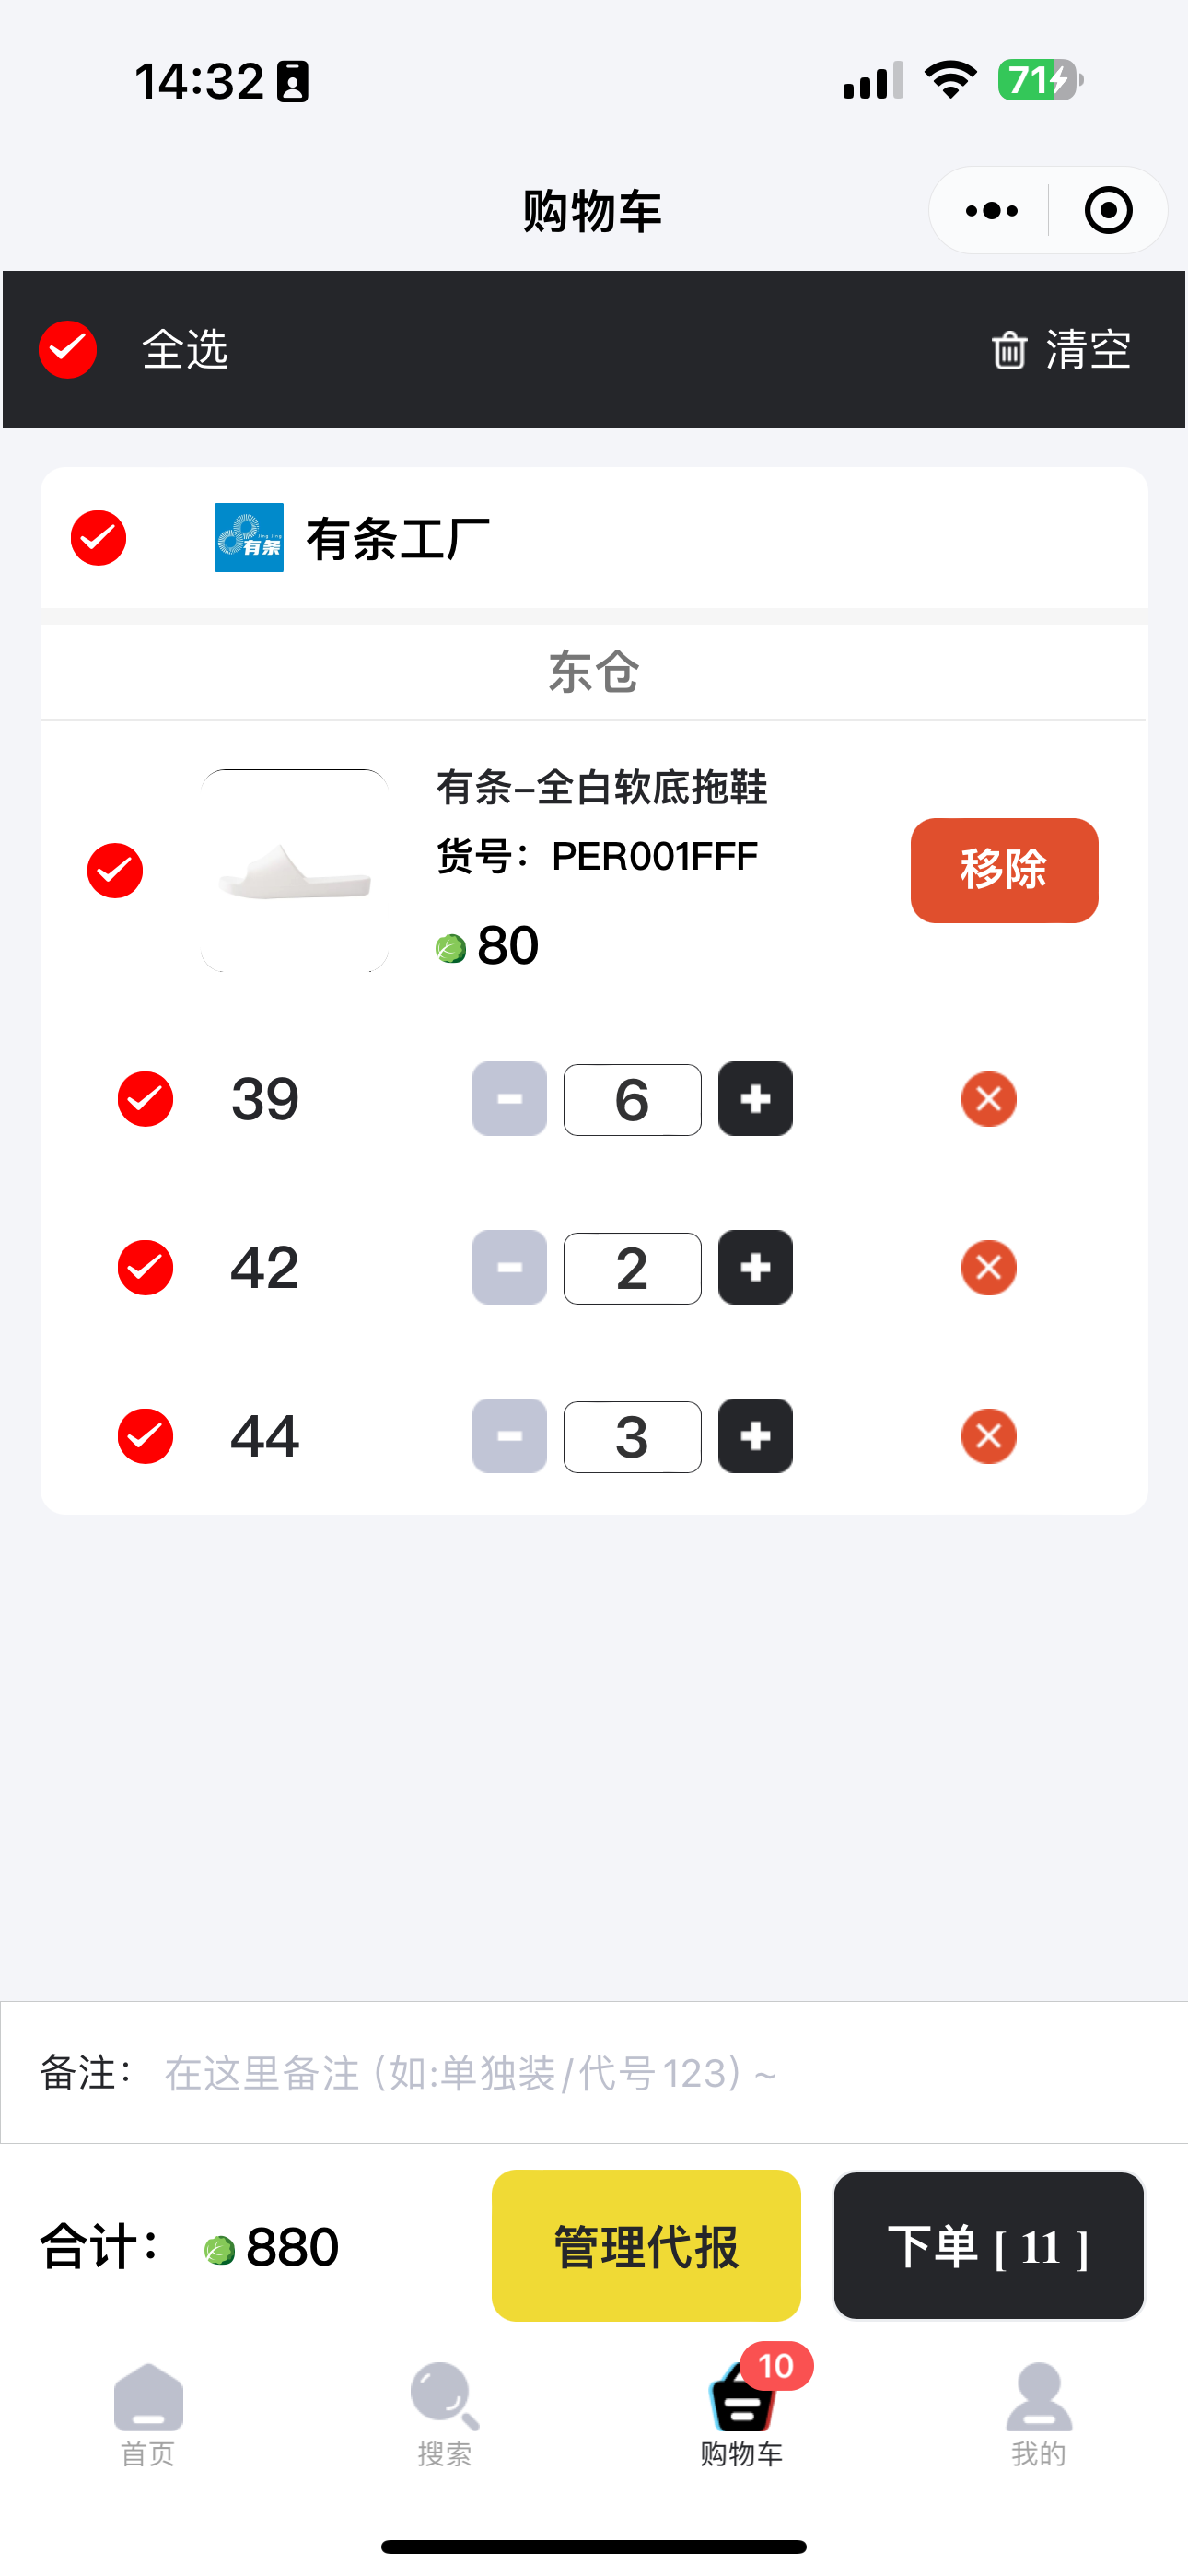 14:32
71
购物车
全选
清空
有条
有条工厂
东仓
有条-全白软底拖鞋
货号：PER001FFF
移除
80
39
6
42
2
44
3
备注：
在这里备注 (如:单独装/代号123) ~
合计：
880
管理代报
下单 [ 11 ]
首页
搜索
10
购物车
我的